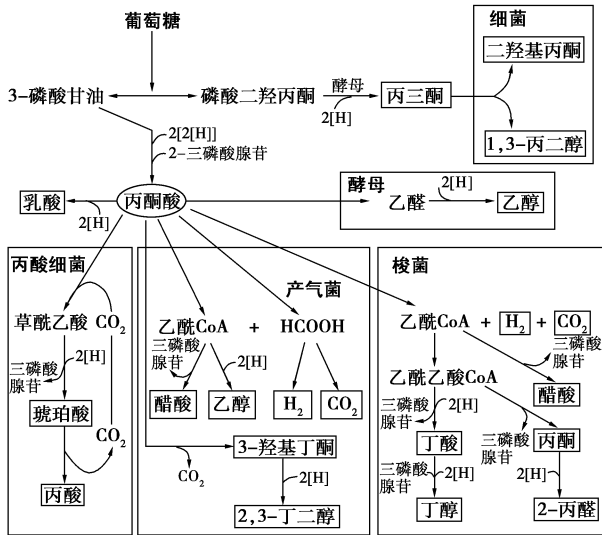 葡萄糖
细菌
二羟基丙酮
3-磷酸甘油
磷酸二羟丙酮
酵母
2[H]
丙三酮
1,3-丙二醇
2[2[H]]
2-三磷酸腺苷
乳酸
2[H]
丙酮酸
酵母
乙醛
2[H]
乙醇
丙酸细菌
草酰乙酸
CO₂
三磷酸
腺苷
2[H]
琥珀酸
CO₂
丙酸
产气菌
乙酰CoA + HCOOH
三磷酸
腺苷
2[H]
醋酸
乙醇
H₂
CO₂
CO₂
3-羟基丁酮
2[H]
2,3-丁二醇
梭菌
乙酰CoA + H₂ + CO₂
三磷酸
腺苷
乙酰乙酸CoA
醋酸
三磷酸
腺苷
2[H]
丁酸
三磷酸
腺苷
丙酮
三磷酸
腺苷
2[H]
2[H]
丁醇
2-丙醛